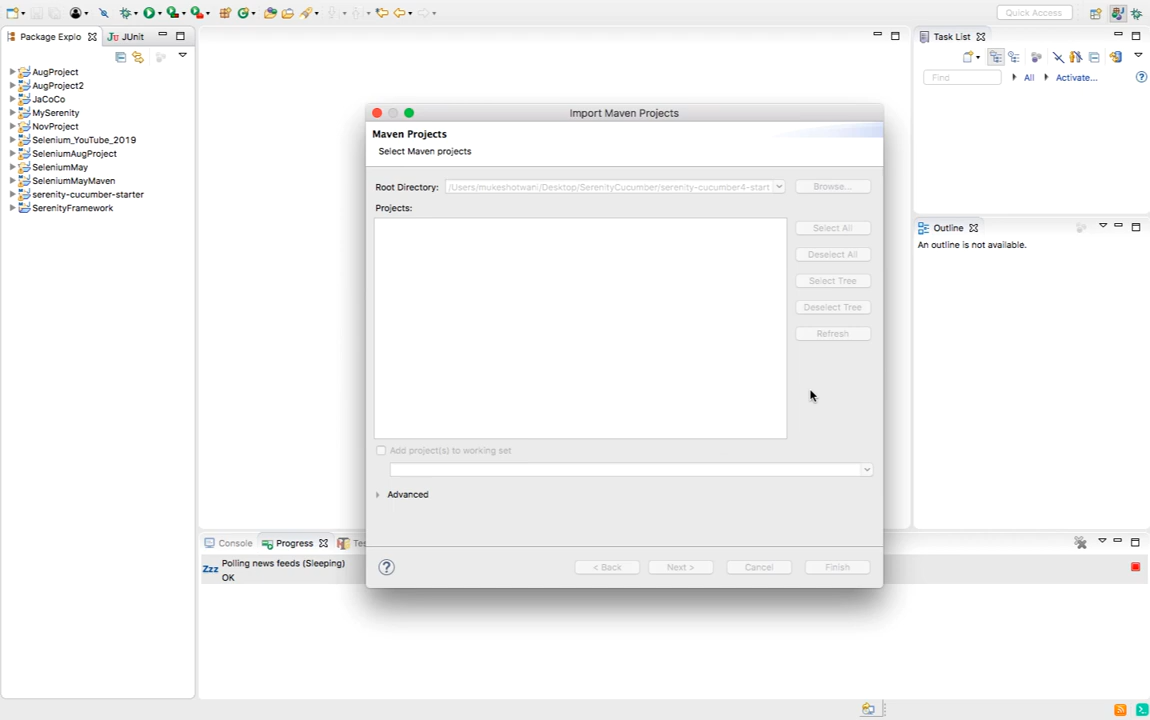 Quick Access
Package Explo
JUnit
AugProject
AugProject2
JaCoCo
MySerenity
NovProject
Selenium_YouTube_2019
SeleniumAugProject
SeleniumMay
SeleniumMayMaven
serenity-cucumber-starter
SerenityFramework
Import Maven Projects
Maven Projects
Select Maven projects
Root Directory: /Users/mukeshotwani/Desktop/SerenityCucumber/serenity-cucumber4-start
Browse...
Projects:
Select All
Deselect All
Select Tree
Deselect Tree
Refresh
Add project(s) to working set
Advanced
?
< Back
Next >
Cancel
Finish
Task List
Find
All
Activate...
?
Outline
An outline is not available.
Console
Progress
Te
Zzz
Polling news feeds (Sleeping)
OK